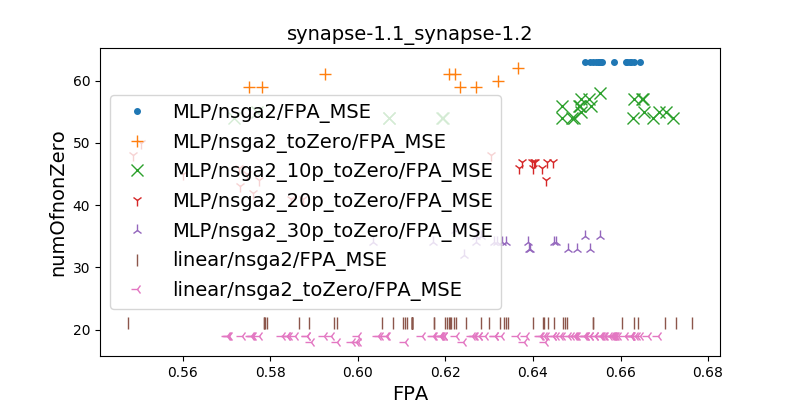 synapse-1.1_synapse-1.2
numOfnonZero
60
50
40
30
20
MLP/nsga2/FPA_MSE
MLP/nsga2_toZero/FPA_MSE
MLP/nsga2_10p_toZero/FPA_MSE
MLP/nsga2_20p_toZero/FPA_MSE
MLP/nsga2_30p_toZero/FPA_MSE
linear/nsga2/FPA_MSE
linear/nsga2_toZero/FPA_MSE
0.56 0.58 0.60 0.62 0.64 0.66 0.68
FPA